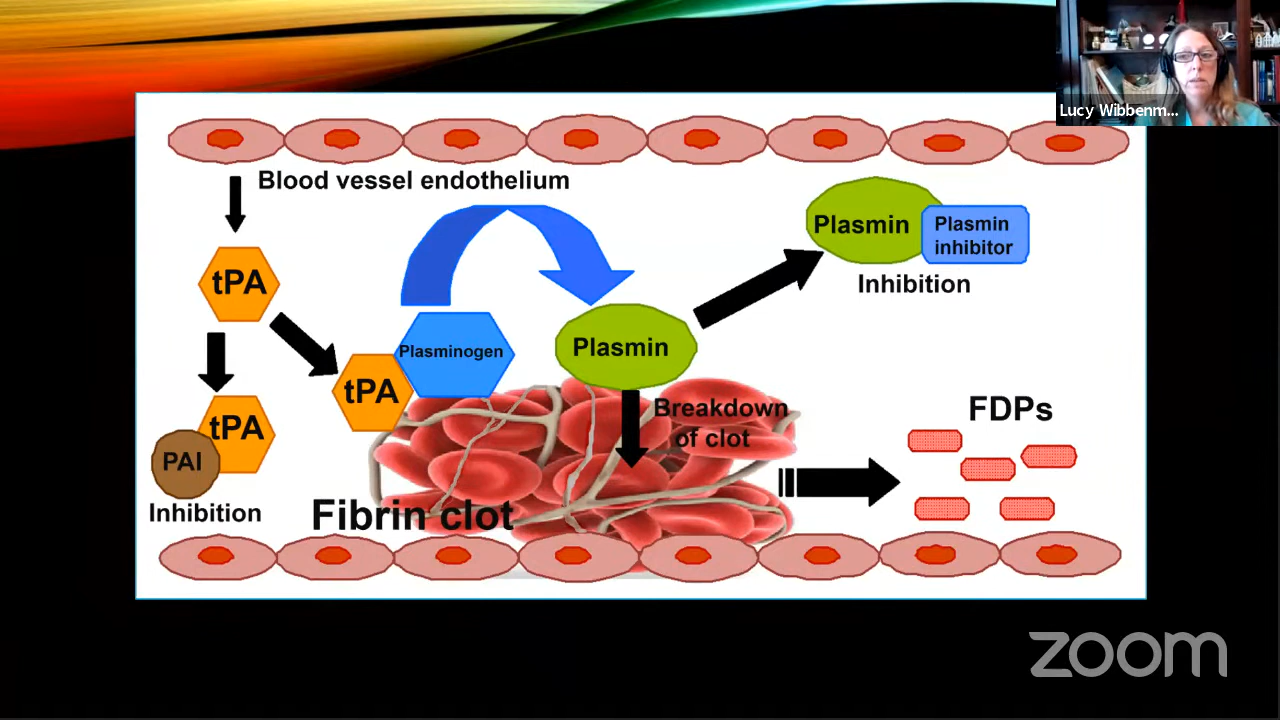 Lucy Wibbenm...
Blood vessel endothelium
Plasmin
Plasmin
inhibitor
Inhibition
tPA
Plasminogen
Plasmin
tPA
tPA
PAI
Inhibition
Breakdown
of clot
FDPs
Fibrin clot
zoom